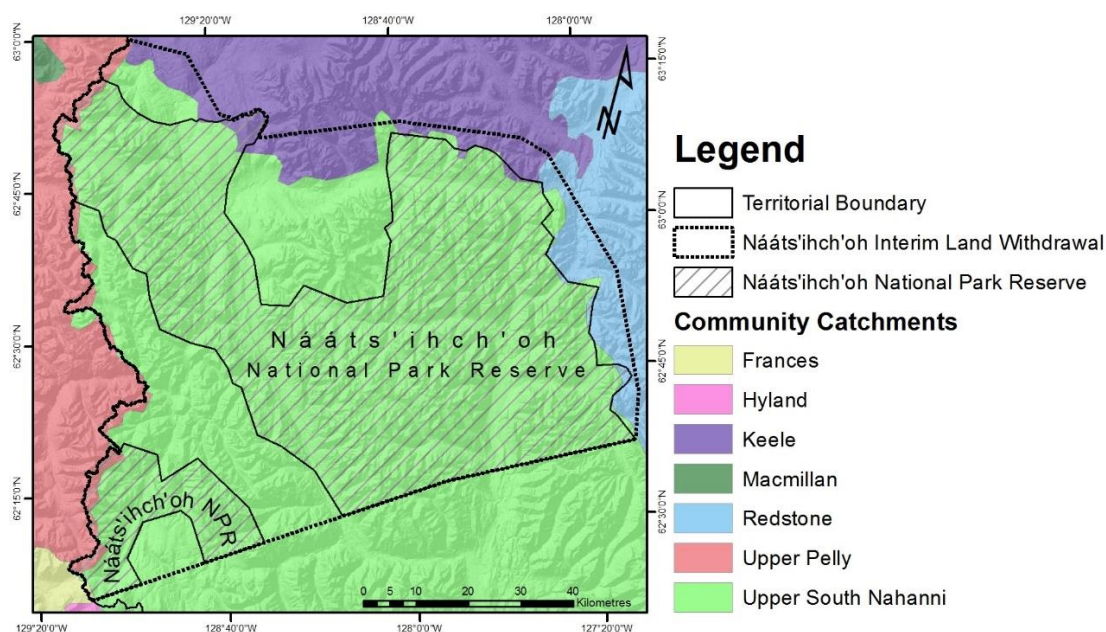 129°20'0"W
128°40'0"W
128°0'0"W
63°0'0"N
63°15'0"N
N
62°45'0"N
63°0'0"N
62°30'0"N
62°45'0"N
62°15'0"N
62°30'0"N
Nááts'ihch'oh
National Park Reserve
Nááts'ihch'oh NPR
0 5 10 20 30 40
Kilometres
129°20'0"W
128°40'0"W
128°0'0"W
127°20'0"W
Legend
Territorial Boundary
Nááts'ihch'oh Interim Land Withdrawal
Nááts'ihch'oh National Park Reserve
Community Catchments
Frances
Hyland
Keele
Macmillan
Redstone
Upper Pelly
Upper South Nahanni